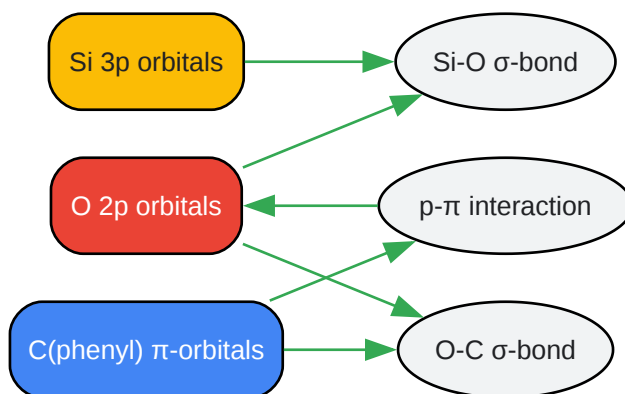 Si 3p orbitals
Si-O σ-bond
O 2p orbitals
p-π interaction
C(phenyl) π-orbitals
O-C σ-bond